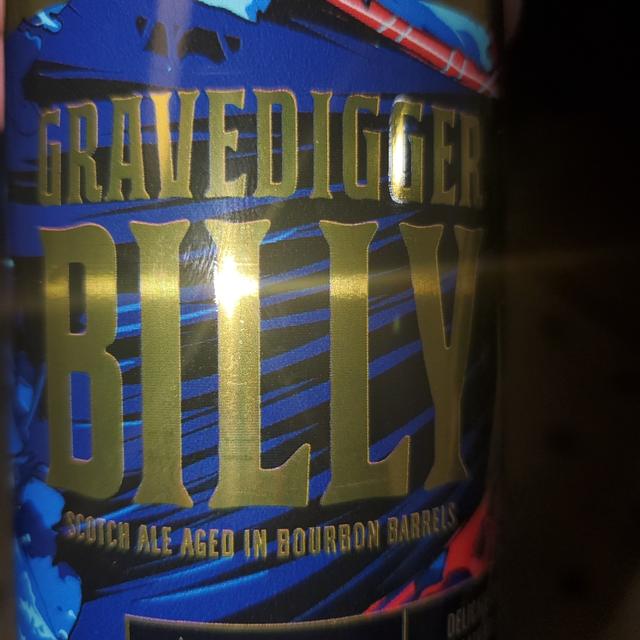 GRAVEDIGGER
BILLY
SCOTCH ALE AGED IN BOURBON BARRELS